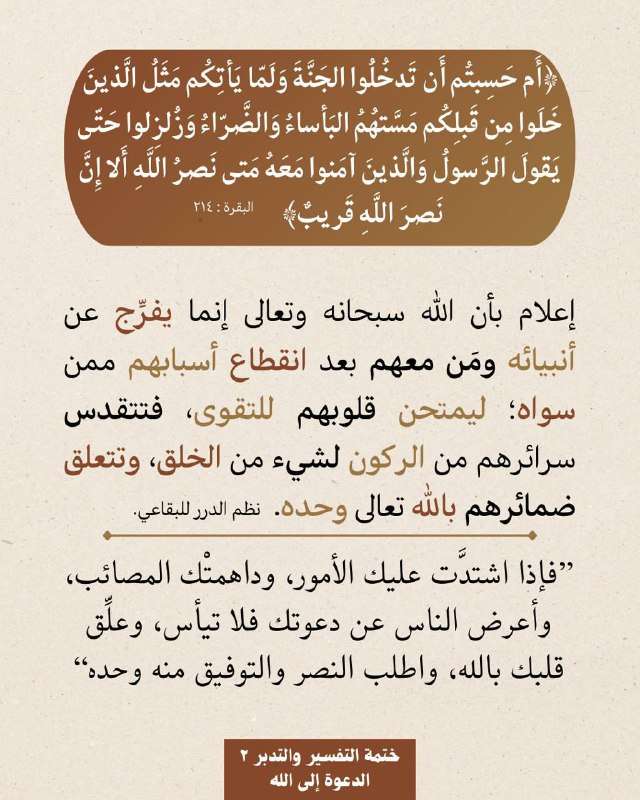 ﴿أَم حَسِبتُم أَن تَدخُلُوا الجَنَّةَ وَلَمّا يَأتِكُم مَثَلُ الَّذينَ
خَلَوا مِن قَبلِكُم مَسَّتهُمُ البَأساءُ وَالضَّرّاءُ وَزُلزِلوا حَتّى
يَقولَ الرَّسولُ وَالَّذينَ آمَنوا مَعَهُ مَتى نَصرُ اللَّهِ أَلا إِنَّ
نَصرَ اللَّهِ قَريبٌ﴾ البقرة : ٢١٤
إعلام بأن الله سبحانه وتعالى إنما يفرِّج عن
أنبيائه ومَن معهم بعد انقطاع أسبابهم ممن
سواه؛ ليمتحن قلوبهم للتقوى، فتتقدس
سرائرهم من الركون لشيء من الخلق، وتتعلق
ضمائرهم بالله تعالى وحده. نظم الدرر للبقاعي.
”فإذا اشتدَّت عليك الأمور، وداهمتْك المصائب،
وأعرض الناس عن دعوتك فلا تيأس، وعلِّق
قلبك بالله، واطلب النصر والتوفيق منه وحده“
ختمة التفسير والتدبر ٢
الدعوة إلى الله